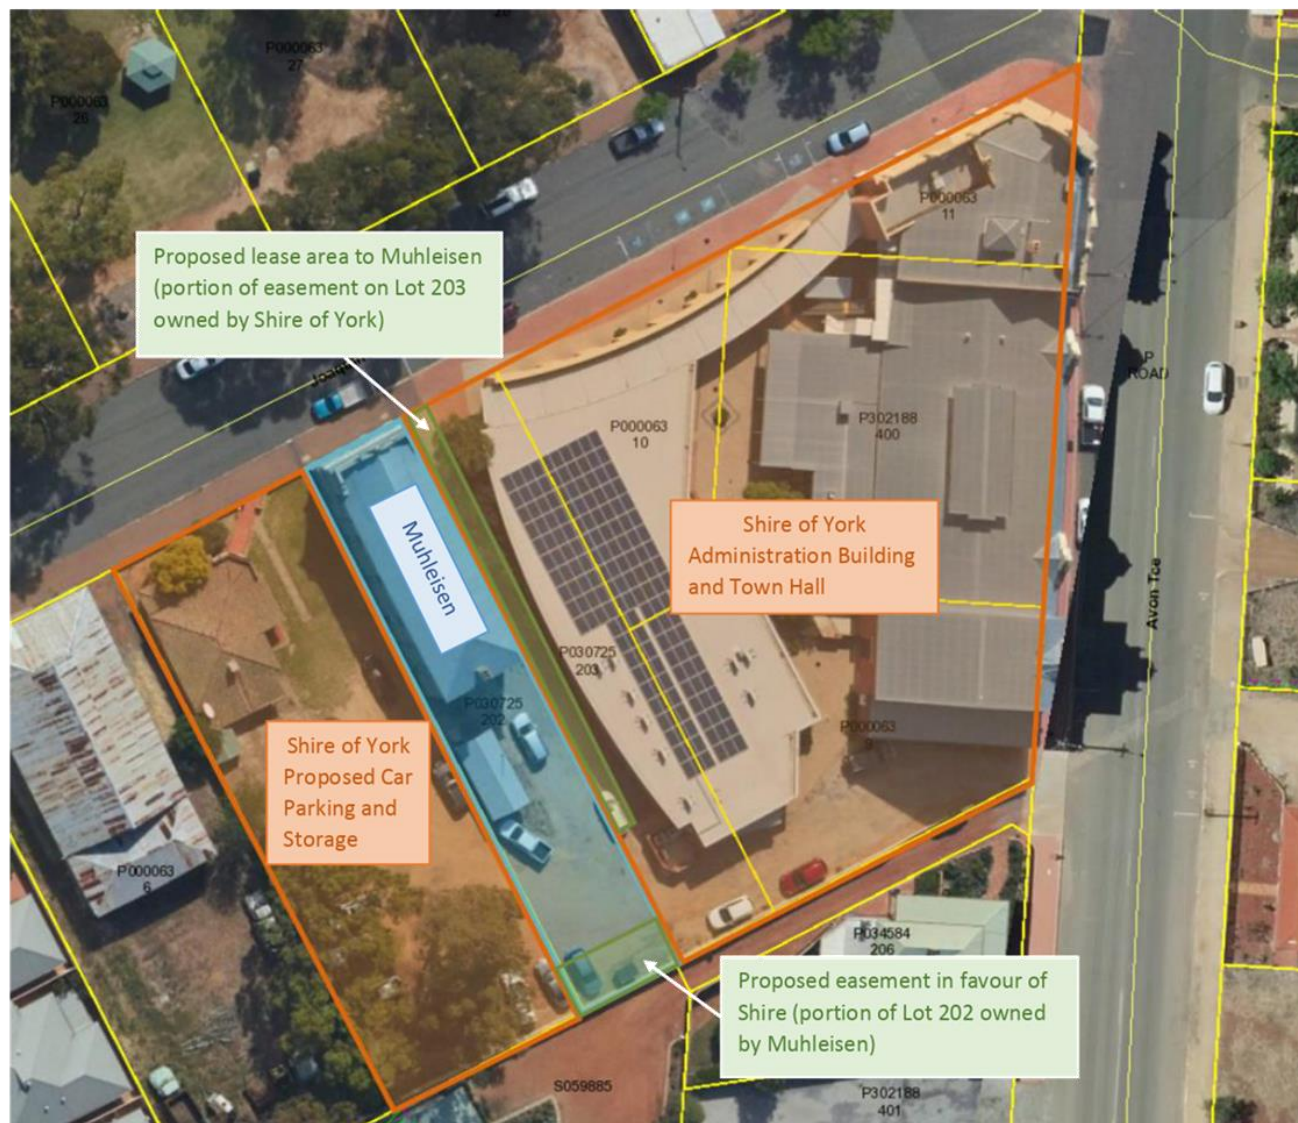 20
P000063
27
P000063
26
P000063
11
Proposed lease area to Muhleisen
(portion of easement on Lot 203
owned by Shire of York)
P
ROAD
P000063
10
P302188
400
Muhleisen
Shire of York
Administration Building
and Town Hall
Avon Tce
P030725
203
P030725
202
P000063
Shire of York
Proposed Car
Parking and
Storage
P000063
6
P034584
206
Proposed easement in favour of
Shire (portion of Lot 202 owned
by Muhleisen)
S059885
P302188
401